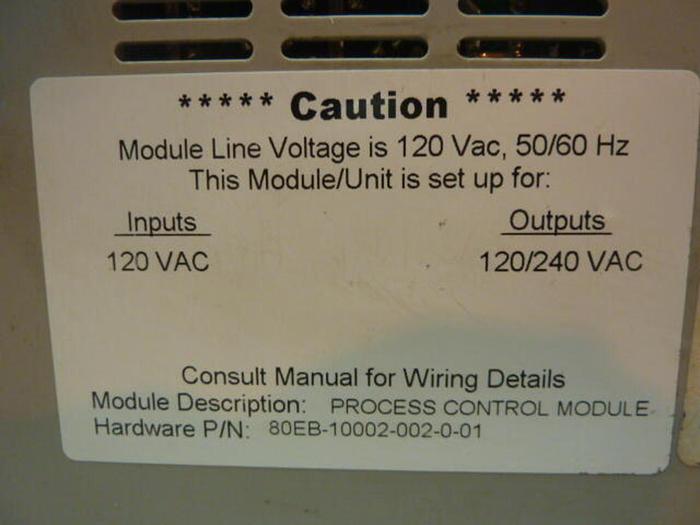 ***** Caution *****
Module Line Voltage is 120 Vac, 50/60 Hz
This Module/Unit is set up for:
Inputs Outputs
120 VAC 120/240 VAC
Consult Manual for Wiring Details
Module Description: PROCESS CONTROL MODULE
Hardware P/N: 80EB-10002-002-0-01